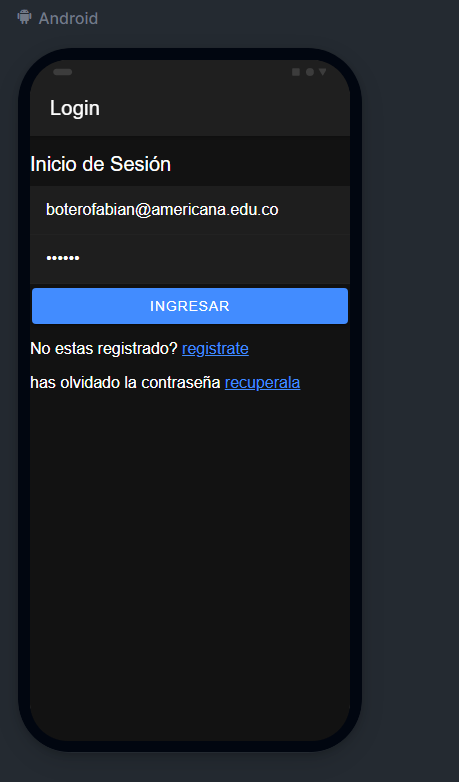 Android
Login
Inicio de Sesión
boterofabian@americana.edu.co
••••••
INGRESAR
No estas registrado? registrate
has olvidado la contraseña recuperala